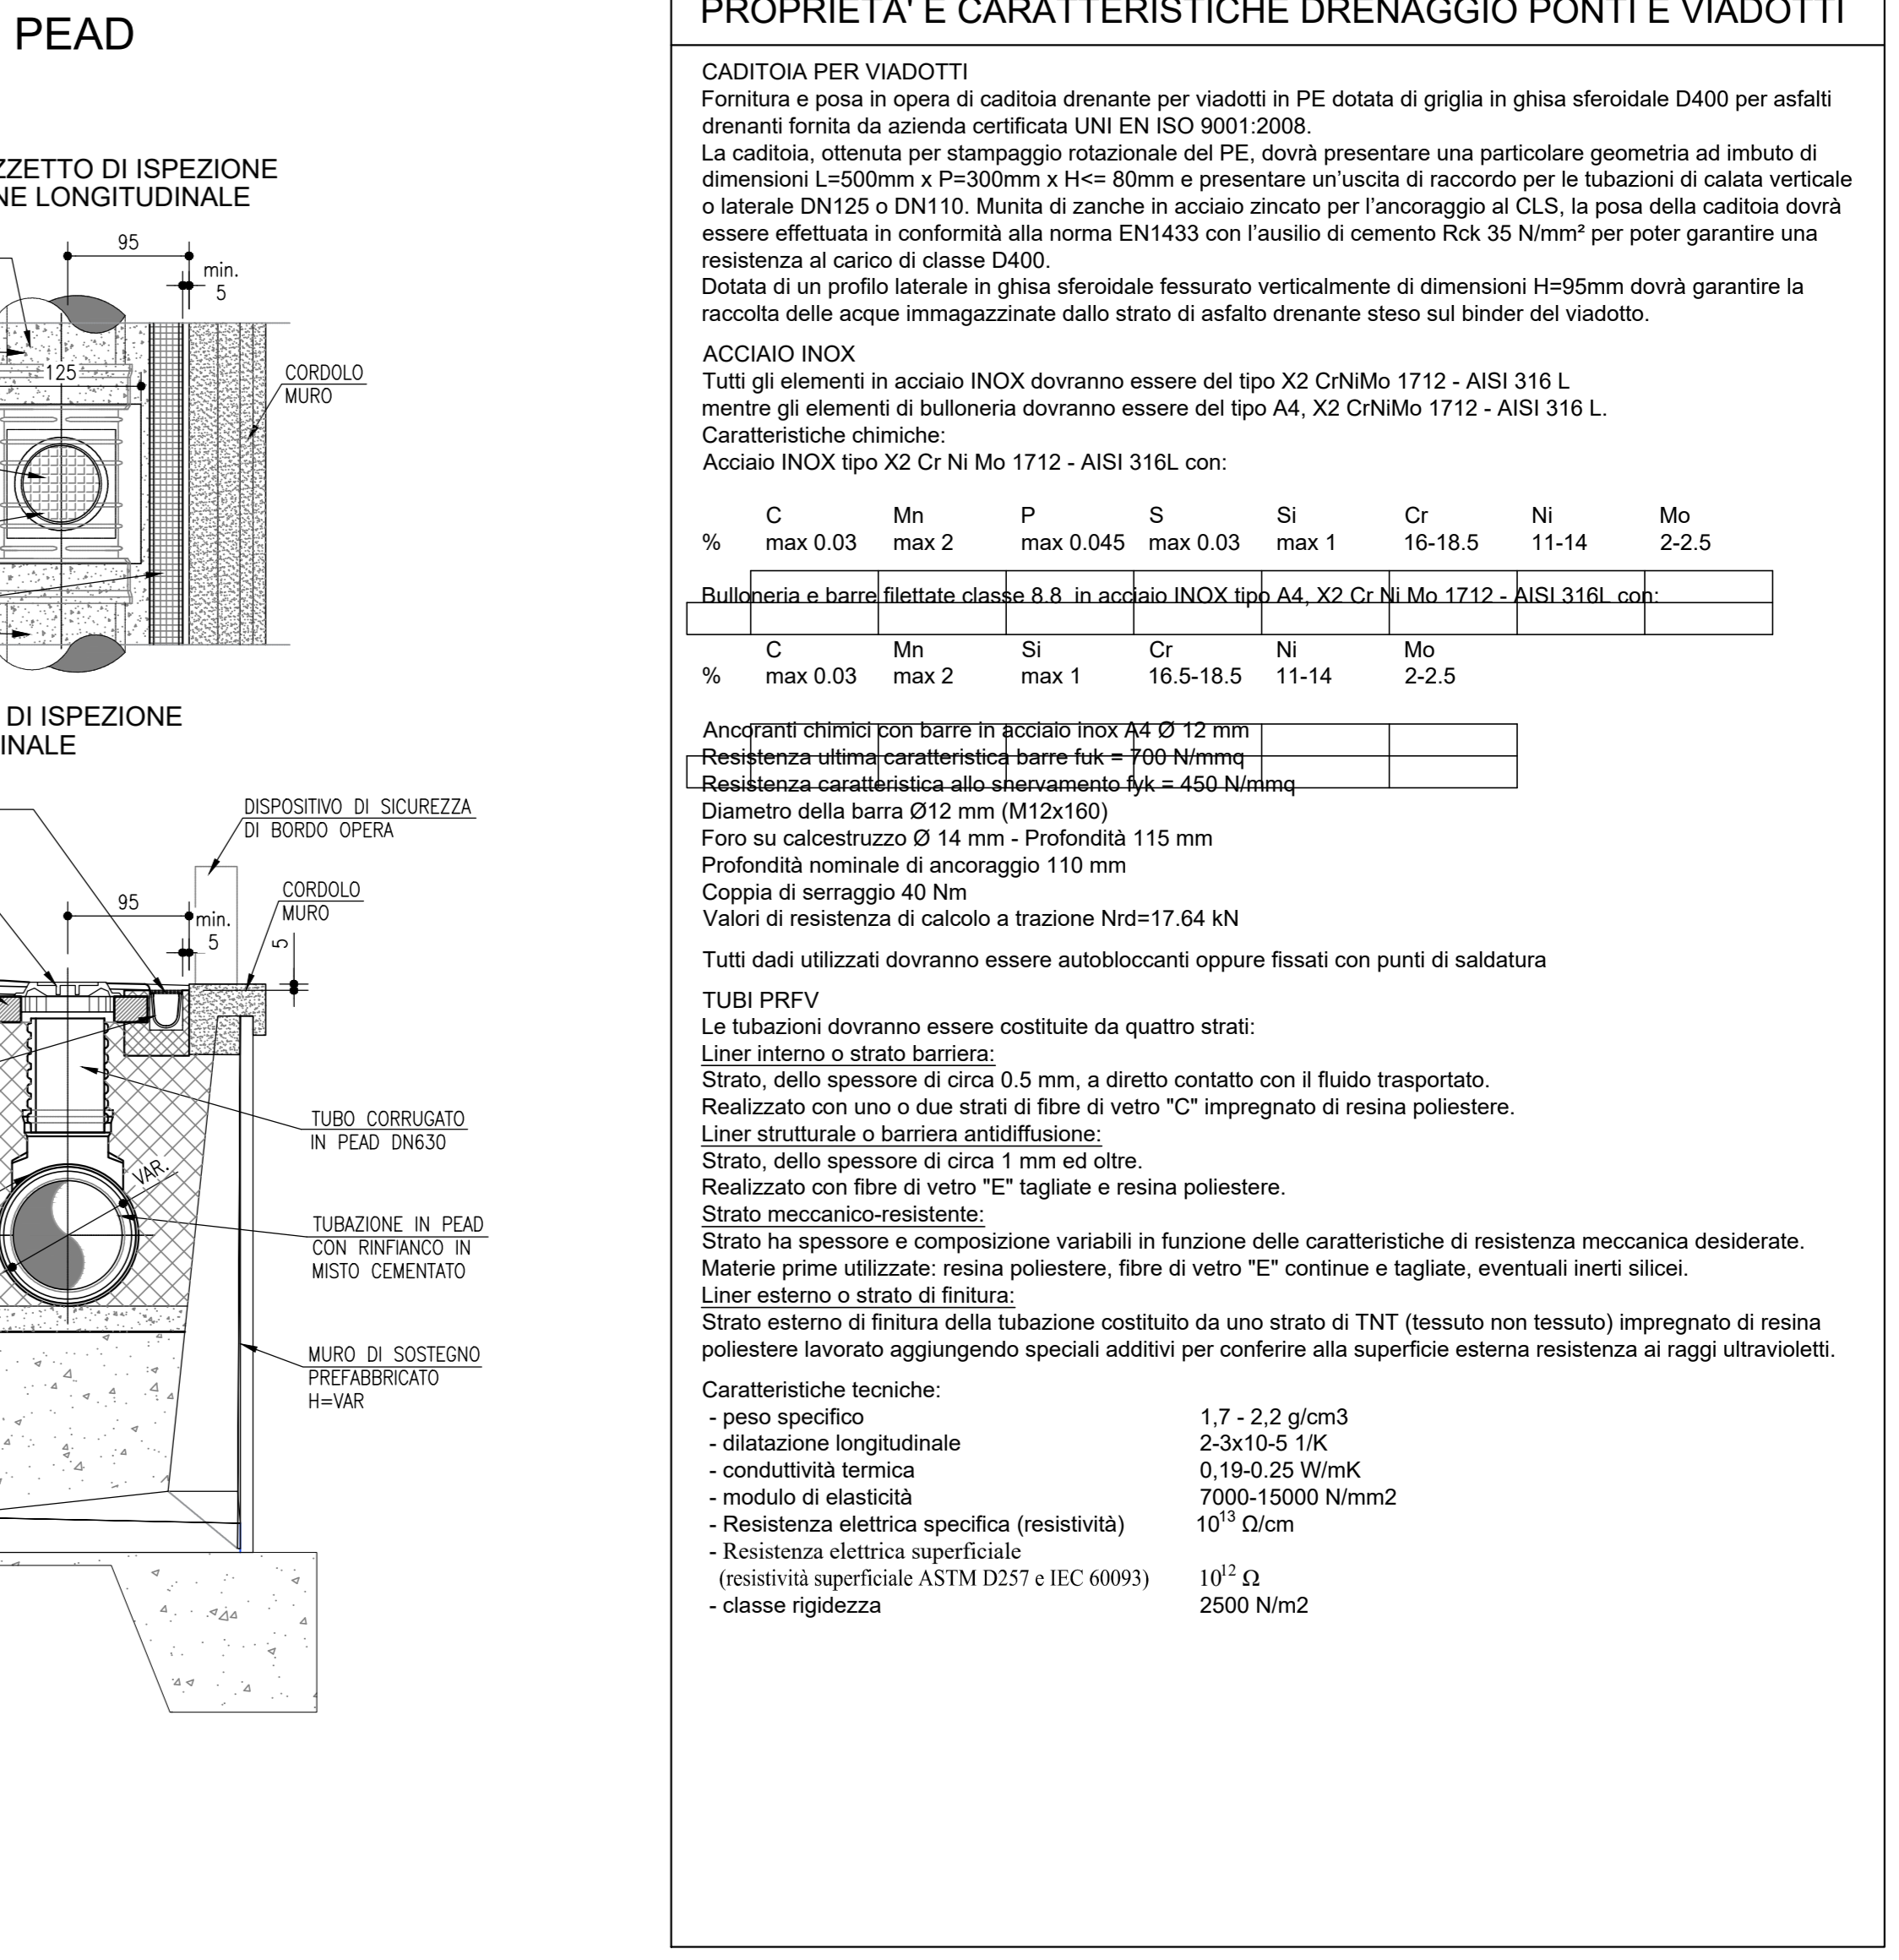 PEAD
ZZETTO DI ISPEZIONE
NE LONGITUDINALE
95
min.
5
125
CORDOLO
MURO
DI ISPEZIONE
INALE
DISPOSITIVO DI SICUREZZA
DI BORDO OPERA
CORDOLO
MURO
95
min.
5
5
TUBO CORRUGATO
IN PEAD DN630
VAR.
TUBAZIONE IN PEAD
CON RINFIANCO IN
MISTO CEMENTATO
MURO DI SOSTEGNO
PREFABBRICATO
H=VAR
PROPRIETA' E CARATTERISTICHE DRENAGGIO PONTI E VIADOTTI
CADITOIA PER VIADOTTI
Fornitura e posa in opera di caditoia drenante per viadotti in PE dotata di griglia in ghisa sferoidale D400 per asfalti
drenanti fornita da azienda certificata UNI EN ISO 9001:2008.
La caditoia, ottenuta per stampaggio rotazionale del PE, dovrà presentare una particolare geometria ad imbuto di
dimensioni L=500mm x P=300mm x H<= 80mm e presentare un’uscita di raccordo per le tubazioni di calata verticale
o laterale DN125 o DN110. Munita di zanche in acciaio zincato per l’ancoraggio al CLS, la posa della caditoia dovrà
essere effettuata in conformità alla norma EN1433 con l’ausilio di cemento Rck 35 N/mm² per poter garantire una
resistenza al carico di classe D400.
Dotata di un profilo laterale in ghisa sferoidale fessurato verticalmente di dimensioni H=95mm dovrà garantire la
raccolta delle acque immagazzinate dallo strato di asfalto drenante steso sul binder del viadotto.
ACCIAIO INOX
Tutti gli elementi in acciaio INOX dovranno essere del tipo X2 CrNiMo 1712 - AISI 316 L
mentre gli elementi di bulloneria dovranno essere del tipo A4, X2 CrNiMo 1712 - AISI 316 L.
Caratteristiche chimiche:
Acciaio INOX tipo X2 Cr Ni Mo 1712 - AISI 316L con:
C Mn P S Si Cr Ni Mo
% max 0.03 max 2 max 0.045 max 0.03 max 1 16-18.5 11-14 2-2.5
Bulloneria e barre filettate classe 8.8 in acciaio INOX tipo A4, X2 Cr Ni Mo 1712 - AISI 316L con:
C Mn Si Cr Ni Mo
% max 0.03 max 2 max 1 16.5-18.5 11-14 2-2.5
Ancoranti chimici con barre in acciaio inox A4 Ø 12 mm
Resistenza ultima caratteristica barre fuk = 700 N/mmq
Resistenza caratteristica allo snervamento fyk = 450 N/mmq
Diametro della barra Ø12 mm (M12x160)
Foro su calcestruzzo Ø 14 mm - Profondità 115 mm
Profondità nominale di ancoraggio 110 mm
Coppia di serraggio 40 Nm
Valori di resistenza di calcolo a trazione Nrd=17.64 kN
Tutti dadi utilizzati dovranno essere autobloccanti oppure fissati con punti di saldatura
TUBI PRFV
Le tubazioni dovranno essere costituite da quattro strati:
Liner interno o strato barriera:
Strato, dello spessore di circa 0.5 mm, a diretto contatto con il fluido trasportato.
Realizzato con uno o due strati di fibre di vetro "C" impregnato di resina poliestere.
Liner strutturale o barriera antidiffusione:
Strato, dello spessore di circa 1 mm ed oltre.
Realizzato con fibre di vetro "E" tagliate e resina poliestere.
Strato meccanico-resistente:
Strato ha spessore e composizione variabili in funzione delle caratteristiche di resistenza meccanica desiderate.
Materie prime utilizzate: resina poliestere, fibre di vetro "E" continue e tagliate, eventuali inerti silicei.
Liner esterno o strato di finitura:
Strato esterno di finitura della tubazione costituito da uno strato di TNT (tessuto non tessuto) impregnato di resina
poliestere lavorato aggiungendo speciali additivi per conferire alla superficie esterna resistenza ai raggi ultravioletti.
Caratteristiche tecniche:
- peso specifico 1,7 - 2,2 g/cm3
- dilatazione longitudinale 2-3x10-5 1/K
- conduttività termica 0,19-0.25 W/mK
- modulo di elasticità 7000-15000 N/mm2
- Resistenza elettrica specifica (resistività) 10¹³ Ω/cm
- Resistenza elettrica superficiale
(resistività superficiale ASTM D257 e IEC 60093) 10¹² Ω
- classe rigidezza 2500 N/m2